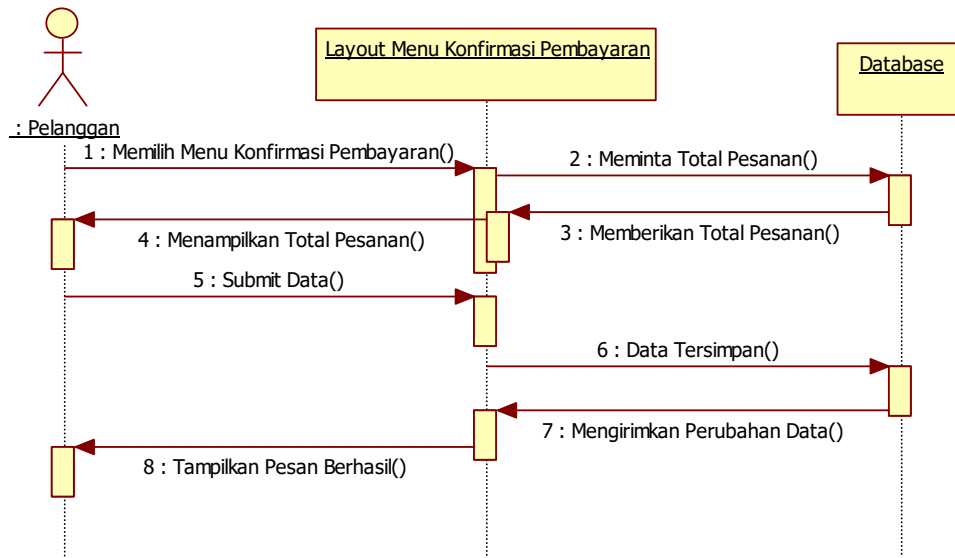 Layout Menu Konfirmasi Pembayaran
Database
: Pelanggan
1 : Memilih Menu Konfirmasi Pembayaran()
2 : Meminta Total Pesanan()
3 : Memberikan Total Pesanan()
4 : Menampilkan Total Pesanan()
5 : Submit Data()
6 : Data Tersimpan()
7 : Mengirimkan Perubahan Data()
8 : Tampilkan Pesan Berhasil()